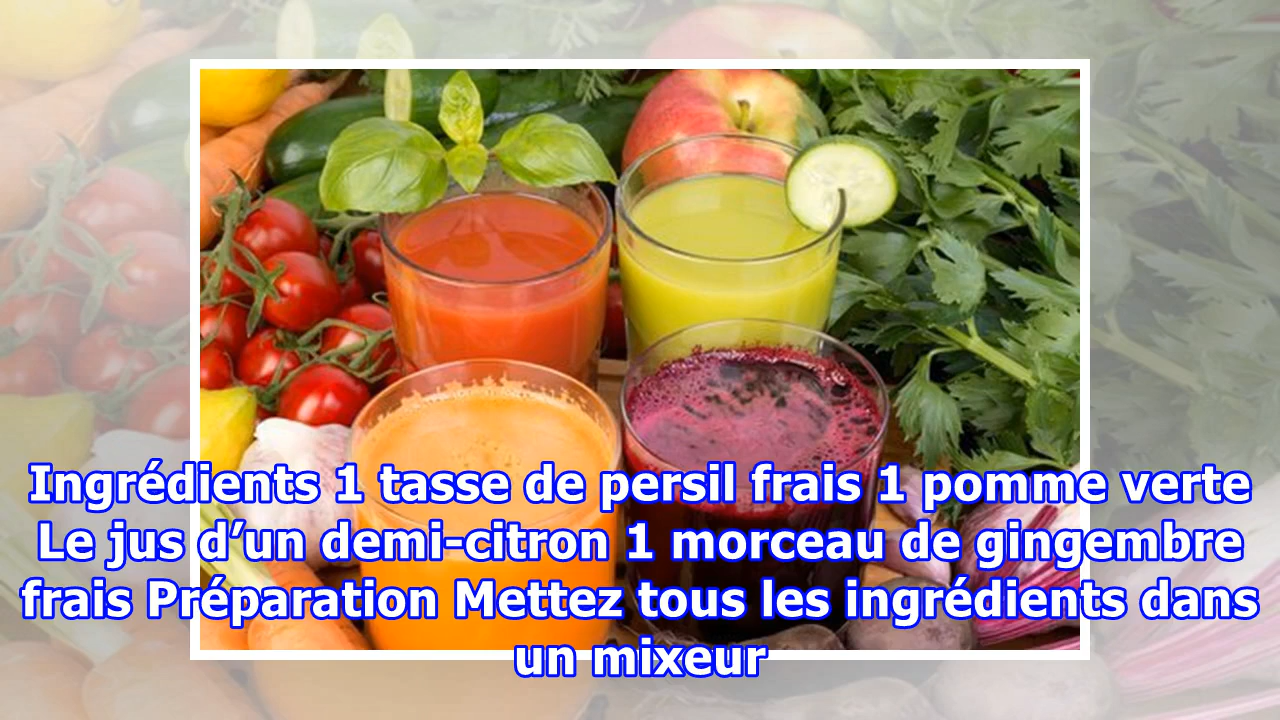 Ingrédients 1 tasse de persil frais 1 pomme verte
Le jus d’un demi-citron 1 morceau de gingembre
frais Préparation Mettez tous les ingrédients dans
un mixeur